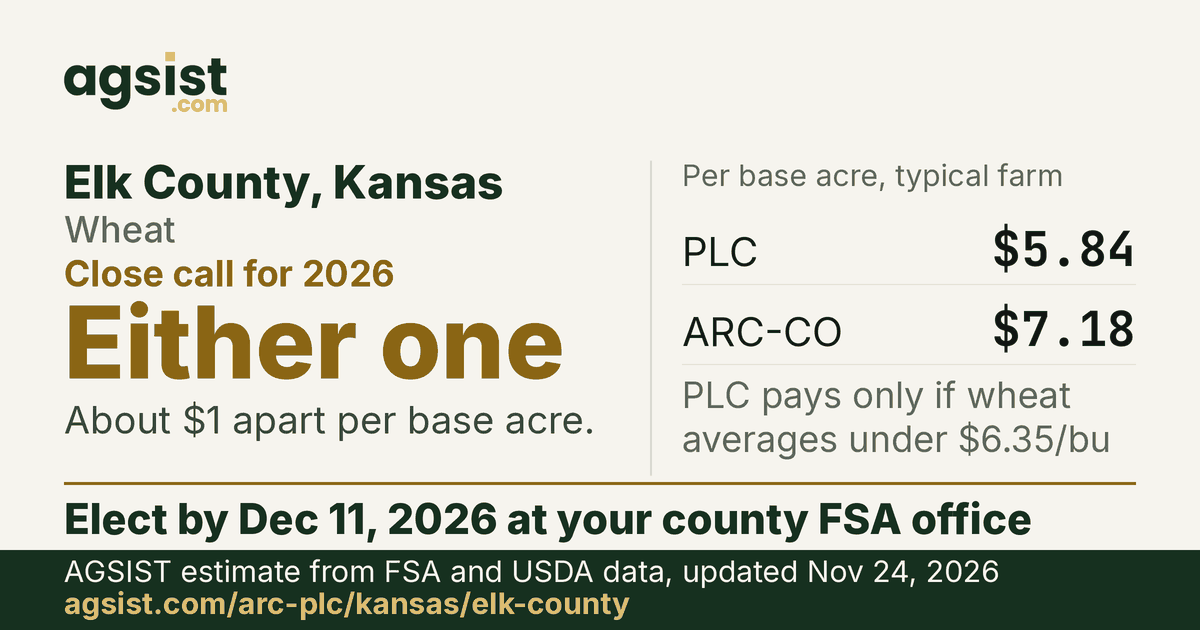 agsist
.com
Elk County, Kansas
Wheat
Close call for 2026
Either one
About $1 apart per base acre.
Per base acre, typical farm
PLC $5.84
ARC-CO $7.18
PLC pays only if wheat
averages under $6.35/bu
Elect by Dec 11, 2026 at your county FSA office
AGSIST estimate from FSA and USDA data, updated Nov 24, 2026
agsist.com/arc-plc/kansas/elk-county